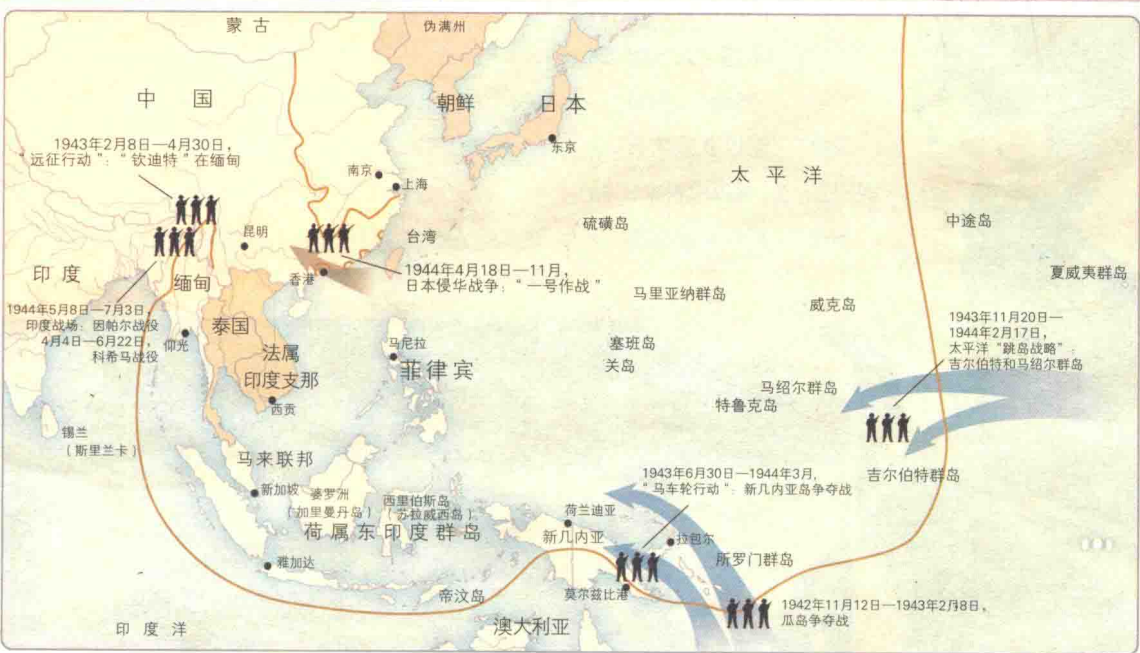 蒙古
伪满州
中国
朝鲜
日本
东京
1943年2月8日—4月30日，
“远征行动”：“钦迪特”在缅甸
南京
上海
太平洋
昆明
台湾
硫磺岛
中途岛
印度
缅甸
香港
1944年4月18日—11月，
日本侵华战争：“一号作战”
夏威夷群岛
马里亚纳群岛
威克岛
1944年5月8日—7月3日，
印度战场：因帕尔战役
4月4日—6月22日，
科希马战役
泰国
仰光
法属
印度支那
西贡
马尼拉
菲律宾
塞班岛
关岛
1943年11月20日—
1944年2月17日，
太平洋“跳岛战略”：
吉尔伯特和马绍尔群岛
马绍尔群岛
特鲁克岛
锡兰
（斯里兰卡）
马来联邦
新加坡
婆罗洲
（加里曼丹岛）
西里伯斯岛
（苏拉威西岛）
荷属东印度群岛
1943年6月30日—1944年3月，
“马车轮行动”：新几内亚岛争夺战
吉尔伯特群岛
荷兰迪亚
新几内亚
拉包尔
所罗门群岛
雅加达
帝汶岛
莫尔兹比港
1942年11月12日—1943年2月8日，
瓜岛争夺战
印度洋
澳大利亚